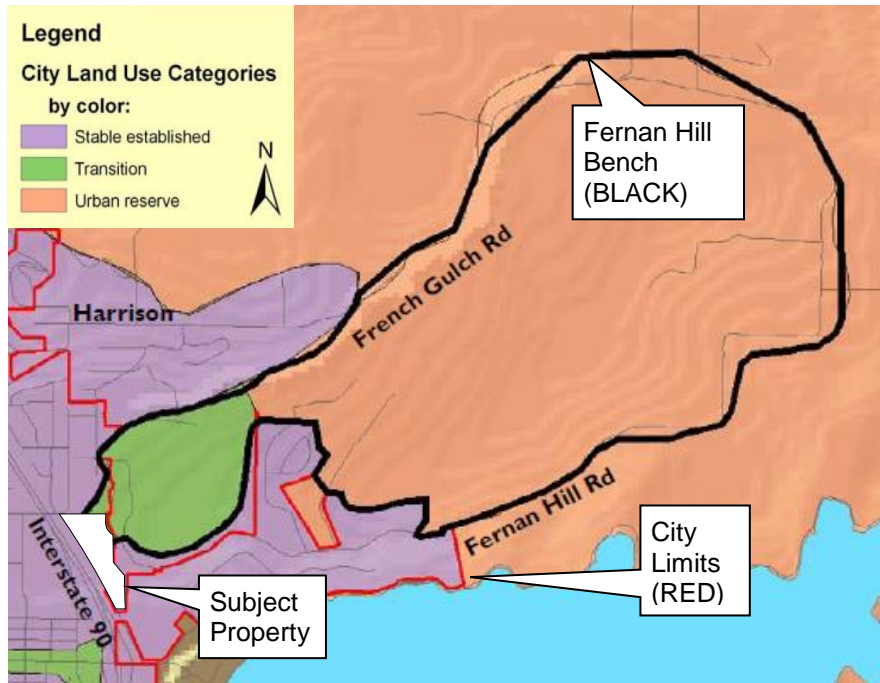 Legend
City Land Use Categories
by color:
Stable established
Transition
Urban reserve
N
Fernan Hill
Bench
(BLACK)
French Gulch Rd
Harrison
Fernan Hill Rd
Interstate 90
City
Limits
(RED)
Subject
Property